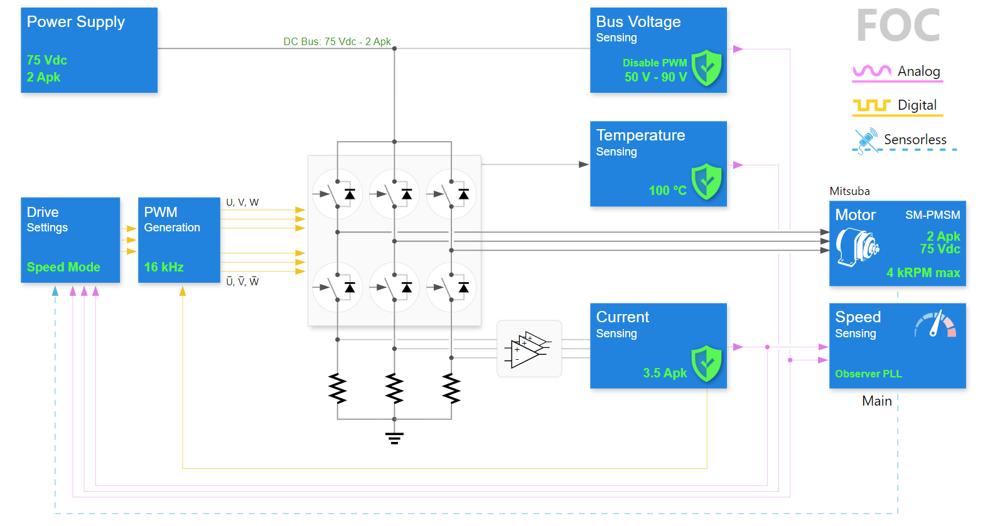 Power Supply
75 Vdc
2 Apk
DC Bus: 75 Vdc - 2 Apk
Bus Voltage
Sensing
Disable PWM
50 V - 90 V
FOC
Analog
Digital
Sensorless
Temperature
Sensing
100 °C
Drive
Settings
Speed Mode
PWM
Generation
16 kHz
U, V, W
U̅, V̅, W̅
Mitsuba
Motor
SM-PMSM
2 Apk
75 Vdc
4 kRPM max
+
+
+
-
Current
Sensing
3.5 Apk
Speed
Sensing
Observer PLL
Main